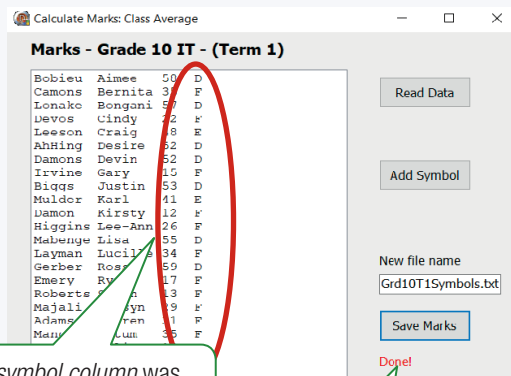 Calculate Marks: Class Average
Marks - Grade 10 IT - (Term 1)
Bobieu Aimee 50 D
Camons Bernita F
Lonako Bongani D
Devos Cindy F
Leeson Craig E
AhHing Desire 52 D
Damons Devin 52 D
Irvine Gary 15 F
Biggs Justin 53 D
Muldor Karl 41 E
Damon Kirsty 12 F
Higgins Lee-Ann 26 F
Mabenge Lisa 55 D
Layman 34 F
Gerber 59 D
Emery 17 F
Roberts 13 F
Majali F
Adams F
F
symbol column was
Read Data
Add Symbol
New file name
Grd10T1Symbols.txt
Save Marks
Done!